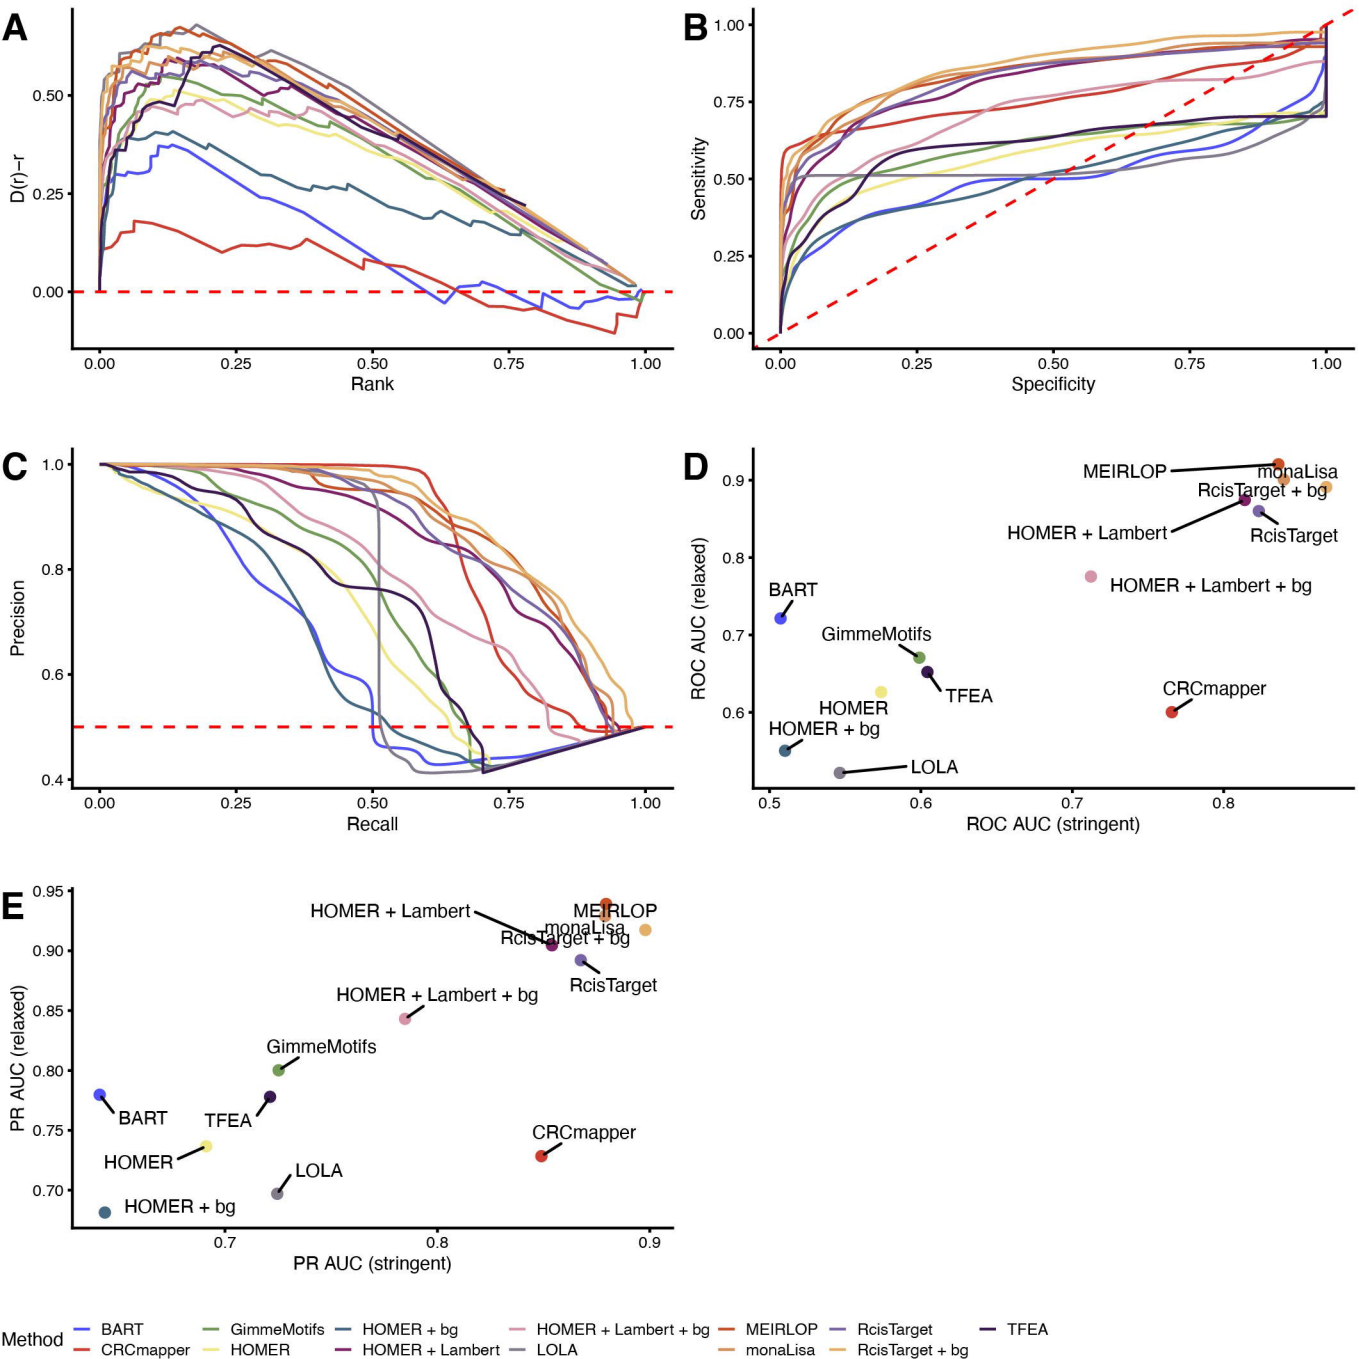 A
D(r)−r
0.50
0.25
0.00
0.00 0.25 0.50 0.75 1.00
Rank
B
Sensitivity
1.00
0.75
0.50
0.25
0.00
0.00 0.25 0.50 0.75 1.00
Specificity
C
Precision
1.0
0.8
0.6
0.4
0.00 0.25 0.50 0.75 1.00
Recall
D
ROC AUC (relaxed)
0.9
0.8
0.7
0.6
MEIRLOP
monaLisa
RcisTarget + bg
HOMER + Lambert
RcisTarget
HOMER + Lambert + bg
BART
GimmeMotifs
TFEA
CRCmapper
HOMER
HOMER + bg
LOLA
0.5 0.6 0.7 0.8
ROC AUC (stringent)
E
PR AUC (relaxed)
0.95
0.90
0.85
0.80
0.75
0.70
HOMER + Lambert
MEIRLOP
monaLisa
RcisTarget + bg
RcisTarget
HOMER + Lambert + bg
GimmeMotifs
BART
TFEA
CRCmapper
HOMER
LOLA
HOMER + bg
0.7 0.8 0.9
PR AUC (stringent)
Method
BART GimmeMotifs HOMER + bg HOMER + Lambert + bg MEIRLOP RcisTarget TFEA
CRCmapper HOMER HOMER + Lambert LOLA monaLisa RcisTarget + bg